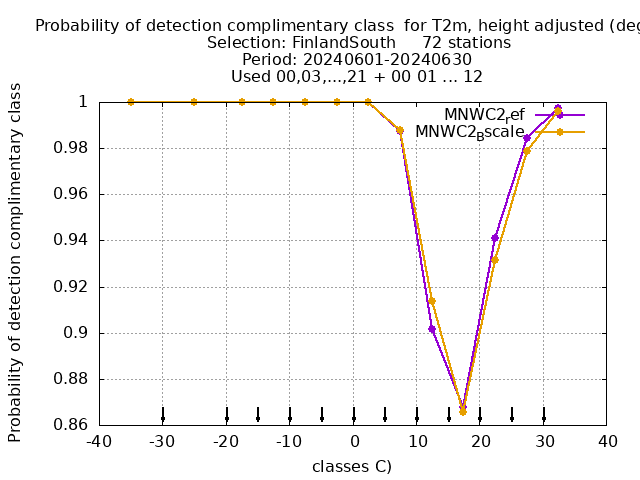 Probability of detection complimentary class  for T2m, height adjusted (deg
Selection: FinlandSouth     72 stations
Period: 20240601-20240630
Used 00,03,...,21 + 00 01 ... 12
Probability of detection complimentary class
MNWC2_ref
MNWC2_Bscale
1
0.98
0.96
0.94
0.92
0.9
0.88
0.86
-40 -30 -20 -10 0 10 20 30 40
classes C)